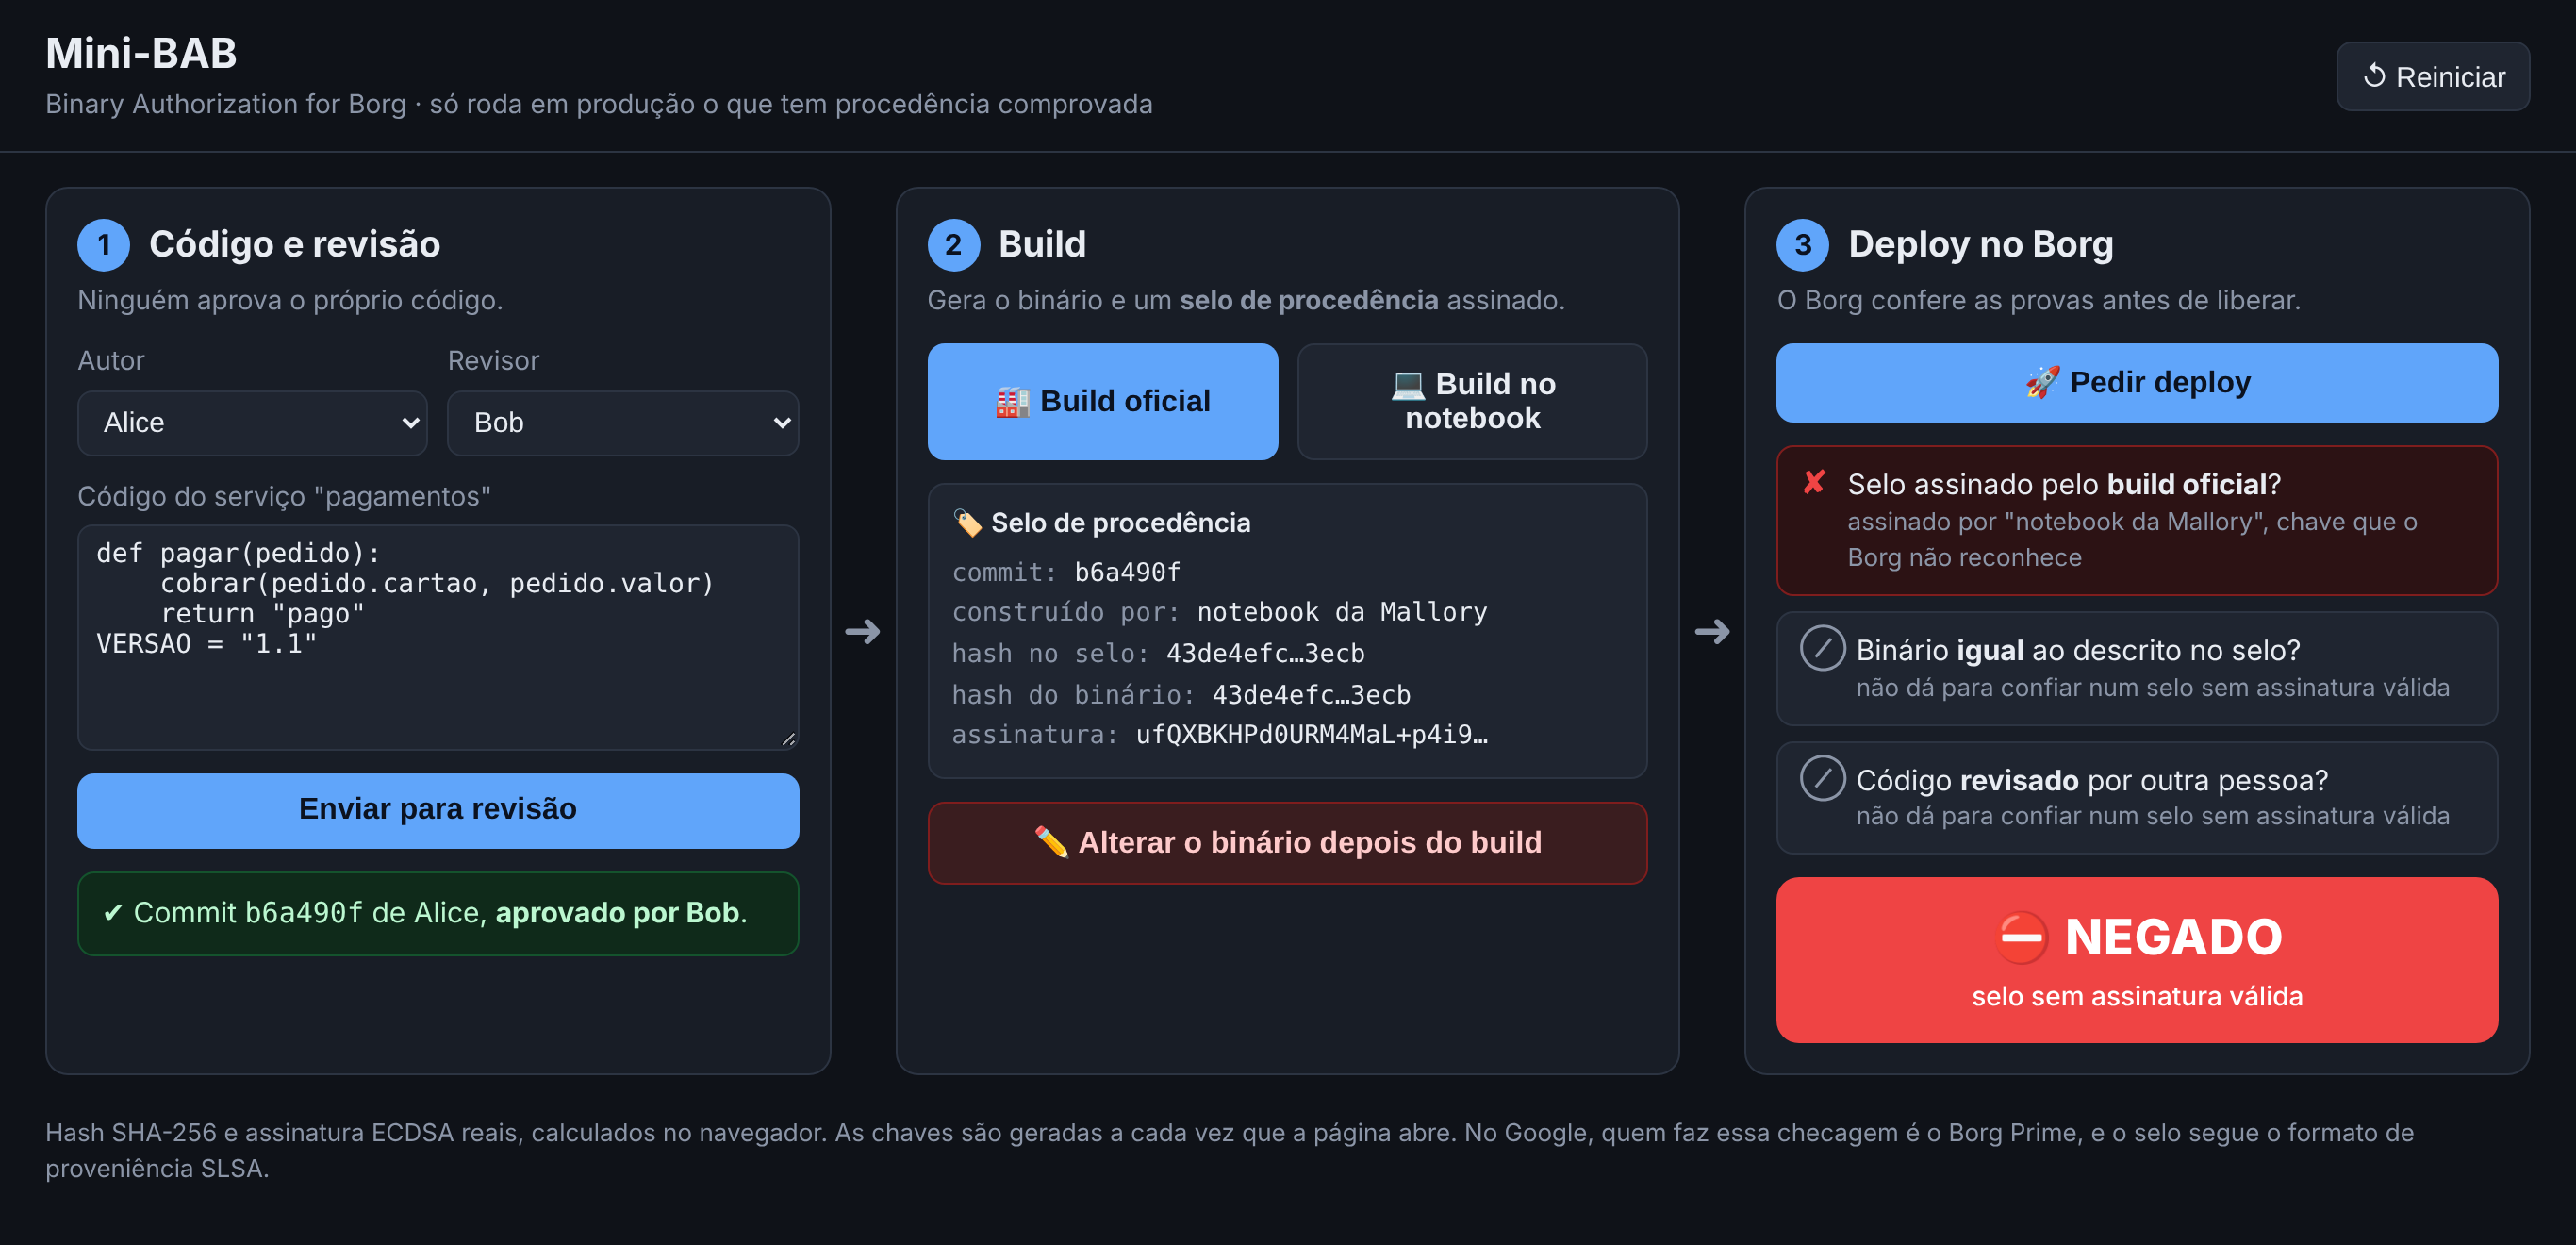 Mini-BAB
Binary Authorization for Borg · só roda em produção o que tem procedência comprovada
↺ Reiniciar
1 Código e revisão
Ninguém aprova o próprio código.
Autor
Revisor
Alice
Bob
Código do serviço "pagamentos"
def pagar(pedido):
    cobrar(pedido.cartao, pedido.valor)
    return "pago"
VERSAO = "1.1"
Enviar para revisão
✔ Commit b6a490f de Alice, aprovado por Bob.
➜
2 Build
Gera o binário e um selo de procedência assinado.
🏭 Build oficial
💻 Build no
notebook
🏷️ Selo de procedência
commit: b6a490f
construído por: notebook da Mallory
hash no selo: 43de4efc…3ecb
hash do binário: 43de4efc…3ecb
assinatura: ufQXBKHPd0URM4MaL+p4i9…
✏️ Alterar o binário depois do build
➜
3 Deploy no Borg
O Borg confere as provas antes de liberar.
🚀 Pedir deploy
✘ Selo assinado pelo build oficial?
assinado por "notebook da Mallory", chave que o
Borg não reconhece
Binário igual ao descrito no selo?
não dá para confiar num selo sem assinatura válida
Código revisado por outra pessoa?
não dá para confiar num selo sem assinatura válida
⛔ NEGADO
selo sem assinatura válida
Hash SHA-256 e assinatura ECDSA reais, calculados no navegador. As chaves são geradas a cada vez que a página abre. No Google, quem faz essa checagem é o Borg Prime, e o selo segue o formato de
proveniência SLSA.